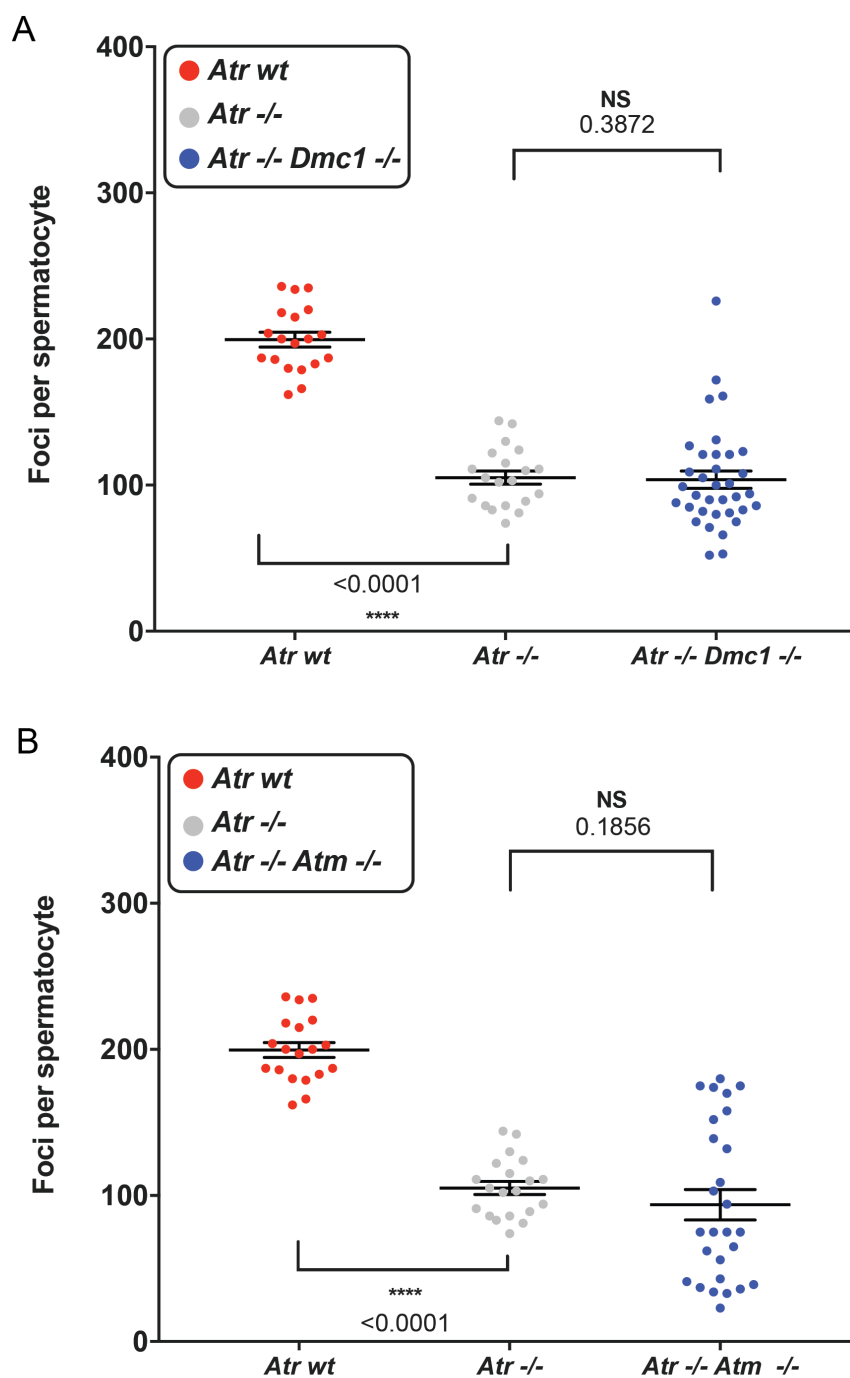 A
400
300
200
100
0
Foci per spermatocyte
Atr wt
Atr -/-
Atr -/- Dmc1 -/-
NS
0.3872
<0.0001
****
Atr wt
Atr -/-
Atr -/- Dmc1 -/-
B
400
300
200
100
0
Foci per spermatocyte
Atr wt
Atr -/-
Atr -/- Atm -/-
NS
0.1856
****
<0.0001
Atr wt
Atr -/-
Atr -/- Atm -/-